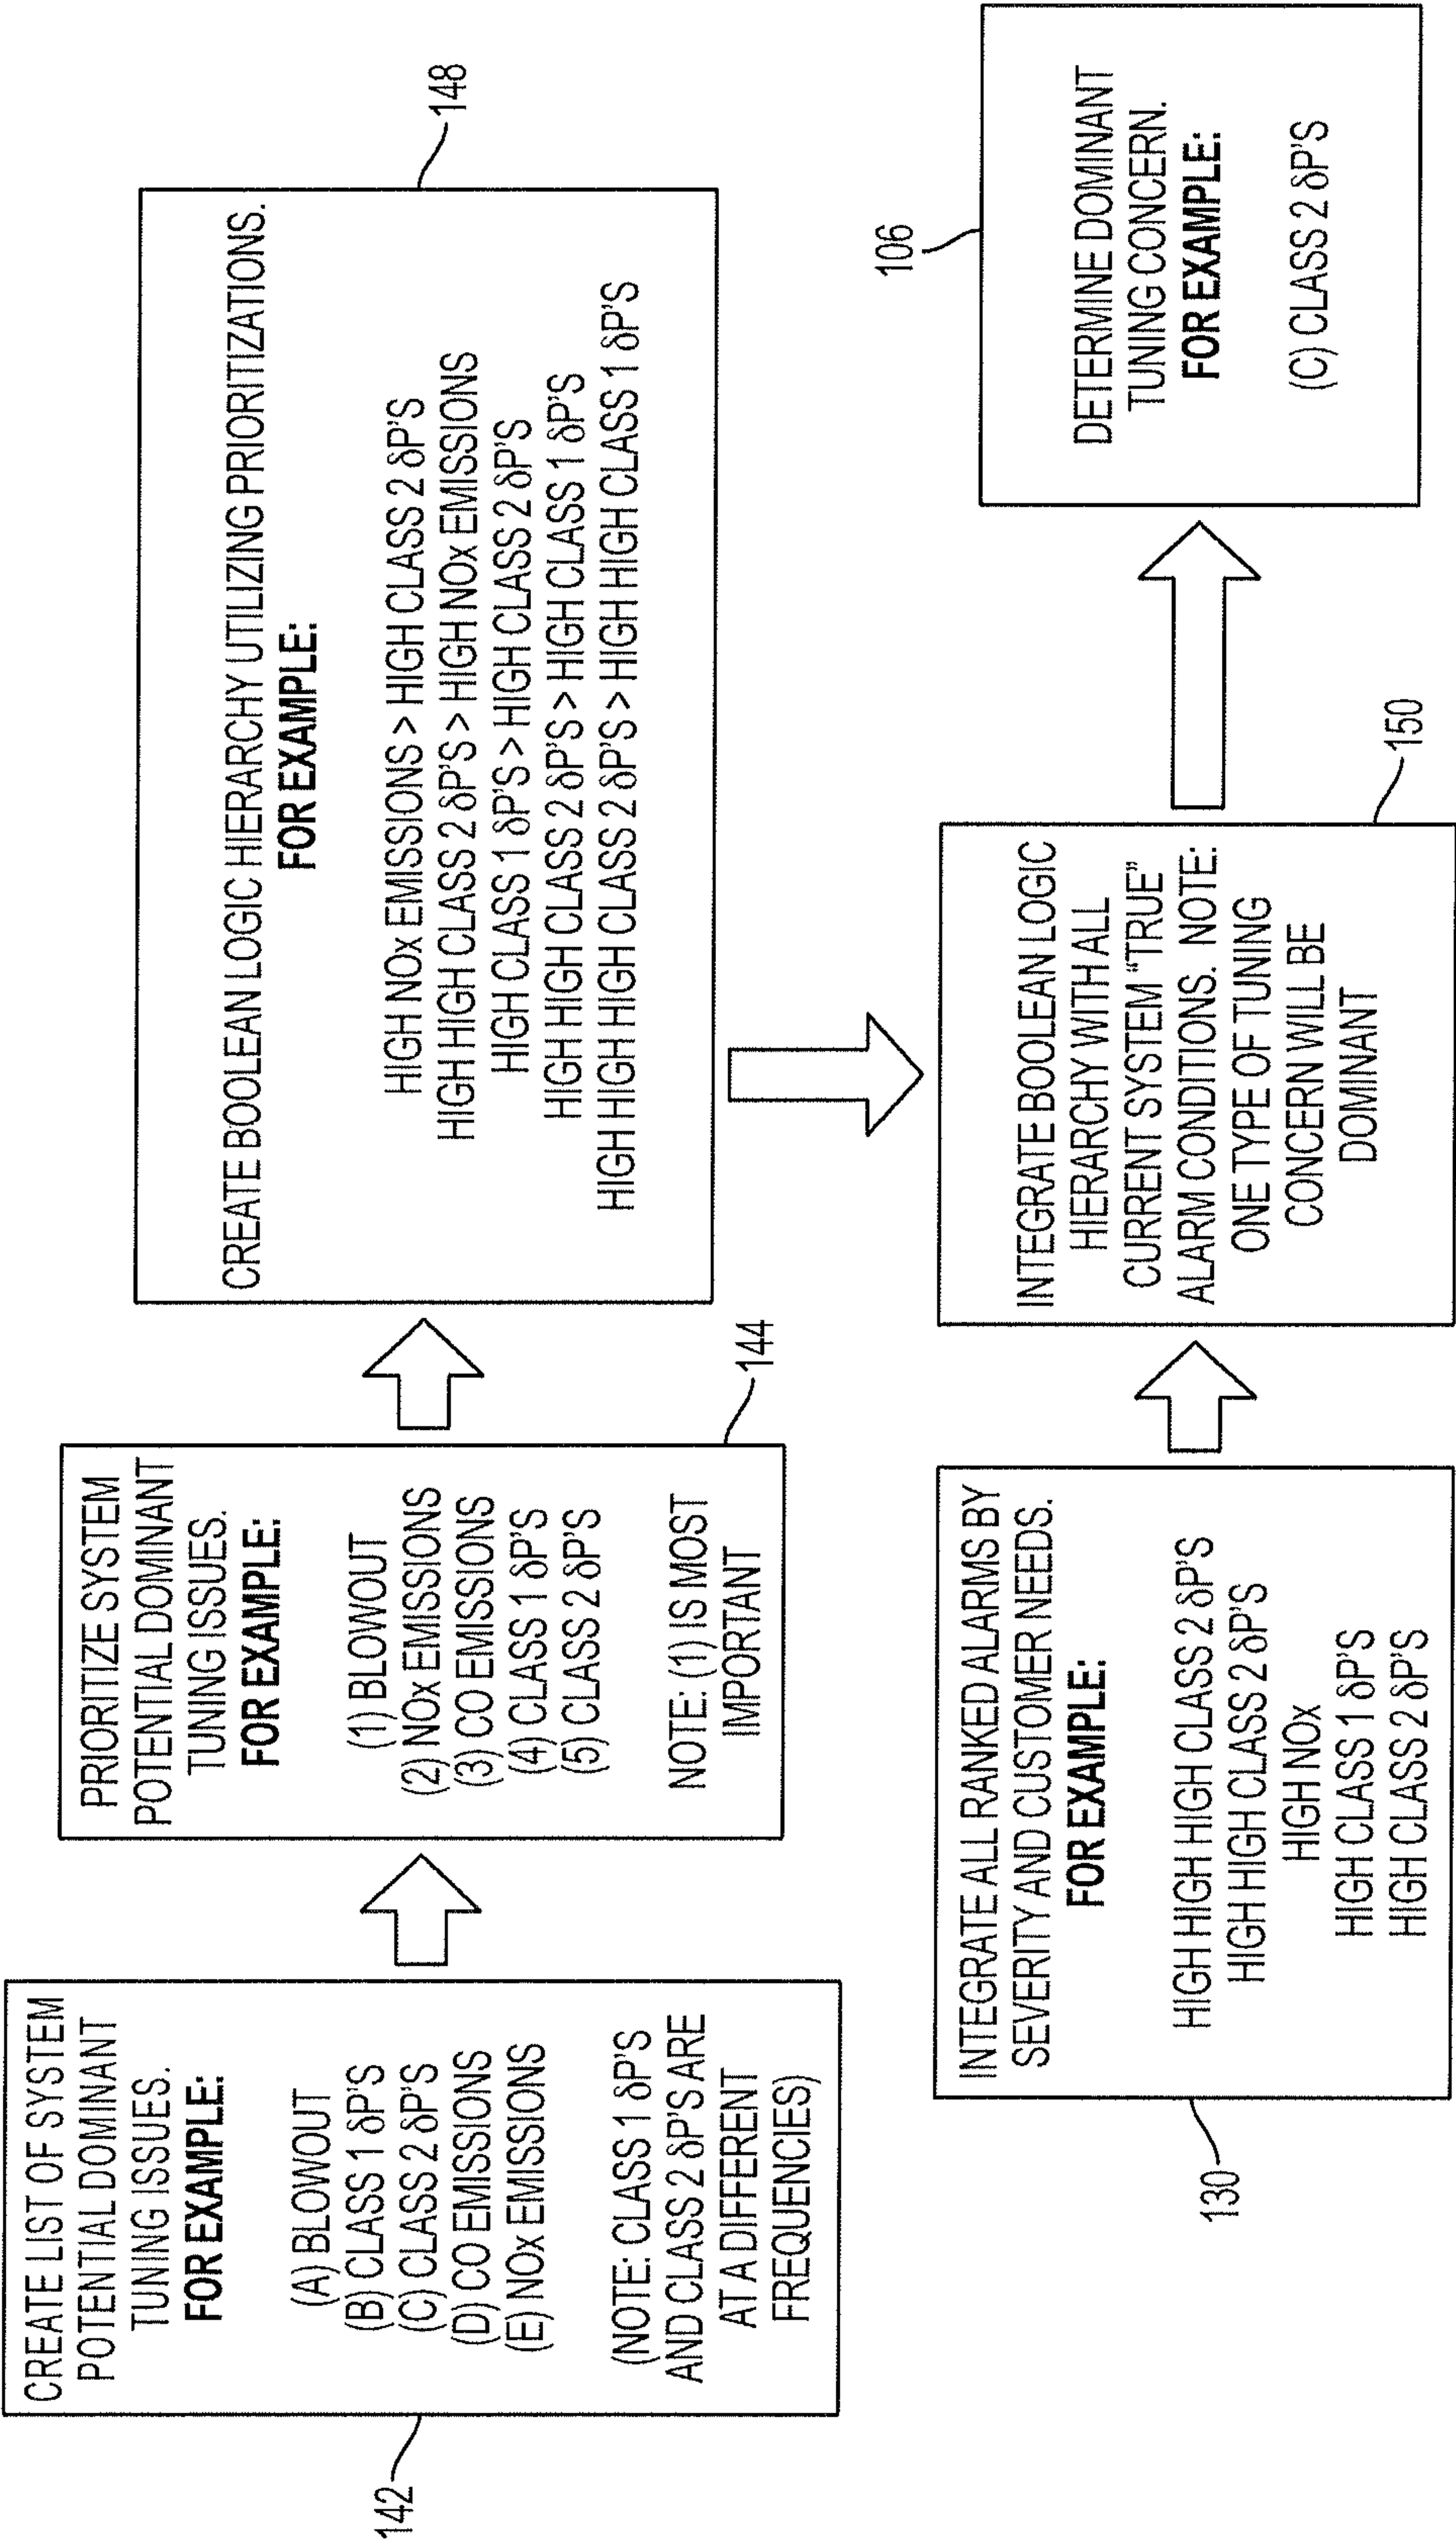 CREATE LIST OF SYSTEM
POTENTIAL DOMINANT
TUNING ISSUES.
FOR EXAMPLE:
(A) BLOWOUT
(B) CLASS 1 δP'S
(C) CLASS 2 δP'S
(D) CO EMISSIONS
(E) NOx EMISSIONS
(NOTE: CLASS 1 δP'S
AND CLASS 2 δP'S ARE
AT A DIFFERENT
FREQUENCIES)
142
PRIORITIZE SYSTEM
POTENTIAL DOMINANT
TUNING ISSUES.
FOR EXAMPLE:
(1) BLOWOUT
(2) NOx EMISSIONS
(3) CO EMISSIONS
(4) CLASS 1 δP'S
(5) CLASS 2 δP'S
NOTE: (1) IS MOST
IMPORTANT
144
CREATE BOOLEAN LOGIC HIERARCHY UTILIZING PRIORITIZATIONS.
FOR EXAMPLE:
HIGH NOx EMISSIONS > HIGH CLASS 2 δP'S
HIGH HIGH CLASS 2 δP'S > HIGH NOx EMISSIONS
HIGH CLASS 1 δP'S > HIGH CLASS 2 δP'S
HIGH HIGH CLASS 2 δP'S > HIGH CLASS 1 δP'S
HIGH HIGH HIGH CLASS 2 δP'S > HIGH HIGH CLASS 1 δP'S
148
INTEGRATE ALL RANKED ALARMS BY
SEVERITY AND CUSTOMER NEEDS.
FOR EXAMPLE:
HIGH HIGH HIGH CLASS 2 δP'S
HIGH HIGH CLASS 2 δP'S
HIGH NOx
HIGH CLASS 1 δP'S
HIGH CLASS 2 δP'S
130
INTEGRATE BOOLEAN LOGIC
HIERARCHY WITH ALL
CURRENT SYSTEM “TRUE”
ALARM CONDITIONS. NOTE:
ONE TYPE OF TUNING
CONCERN WILL BE
DOMINANT
150
DETERMINE DOMINANT
TUNING CONCERN.
FOR EXAMPLE:
(C) CLASS 2 δP'S
106